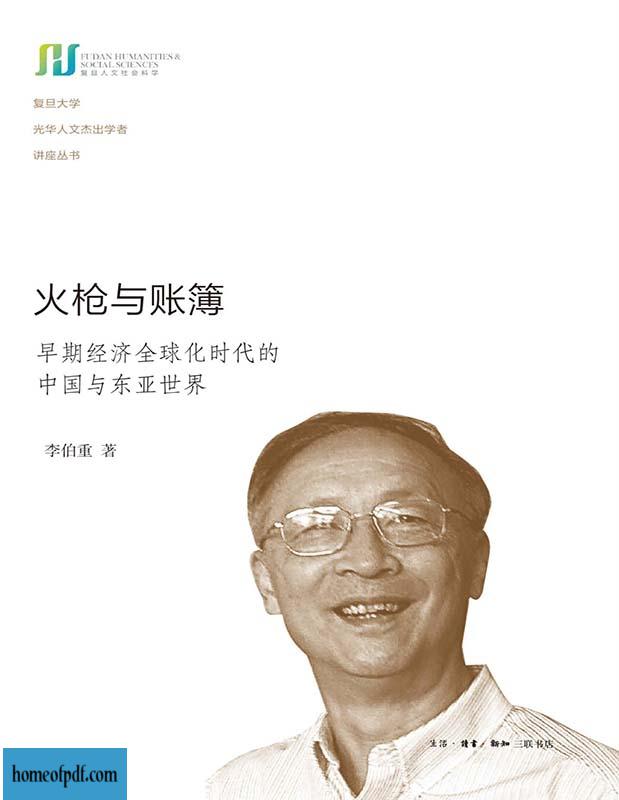 FUDAN HUMANITIES &
SOCIAL SCIENCES
复旦人文社会科学
复旦大学
光华人文杰出学者
讲座丛书
火枪与账簿
早期经济全球化时代的
中国与东亚世界
李伯重 著
生活·讀書·新知 三联书店
homeofpdf.com